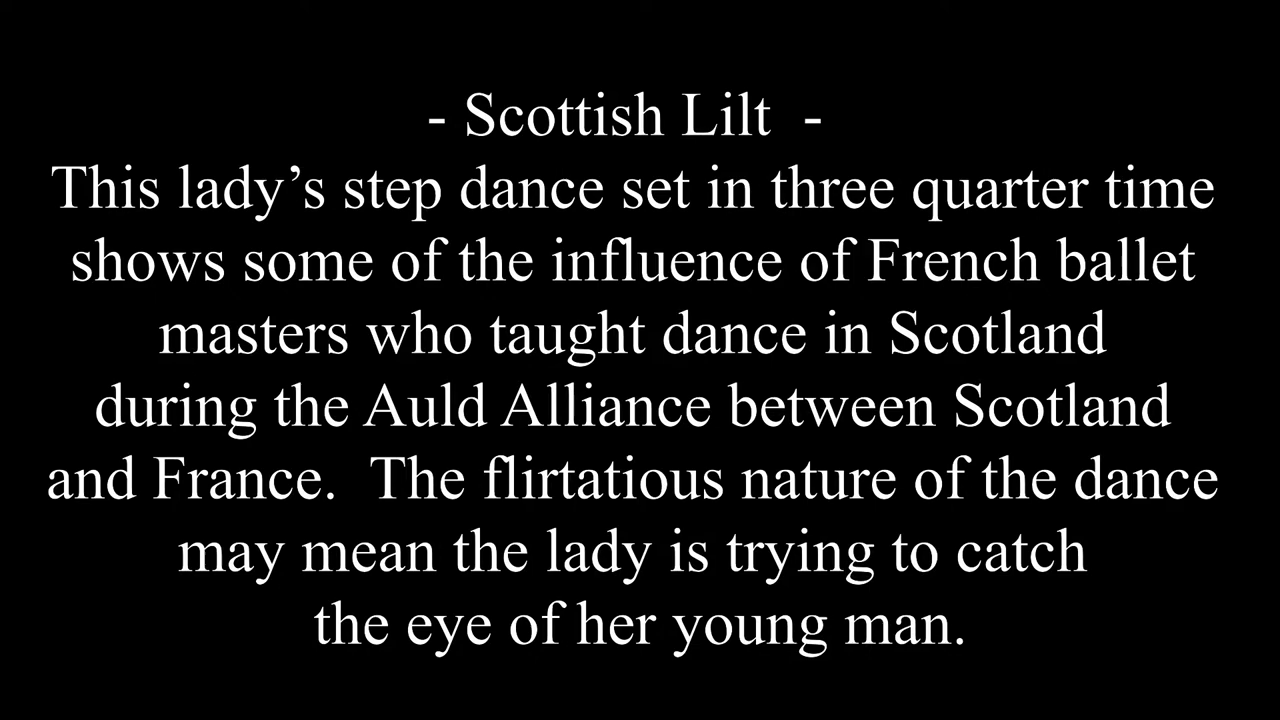 - Scottish Lilt  -
This lady’s step dance set in three quarter time
shows some of the influence of French ballet
masters who taught dance in Scotland
during the Auld Alliance between Scotland
and France.  The flirtatious nature of the dance
may mean the lady is trying to catch
the eye of her young man.